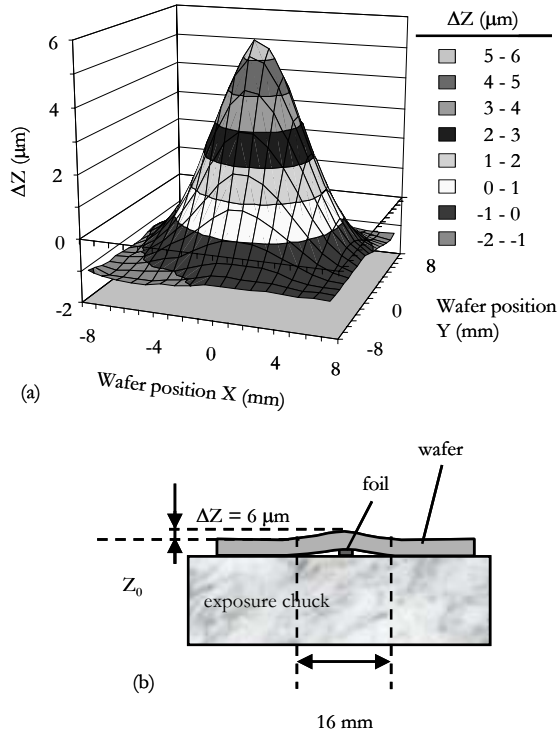 ΔZ (μm)
5 - 6
4 - 5
3 - 4
2 - 3
1 - 2
0 - 1
-1 - 0
-2 - -1
6
4
2
0
-2
ΔZ (μm)
-8
-4
0
4
8
Wafer position X (mm)
8
0
-8
Wafer position
Y (mm)
(a)
wafer
foil
ΔZ = 6 μm
Z₀
exposure chuck
(b)
16 mm